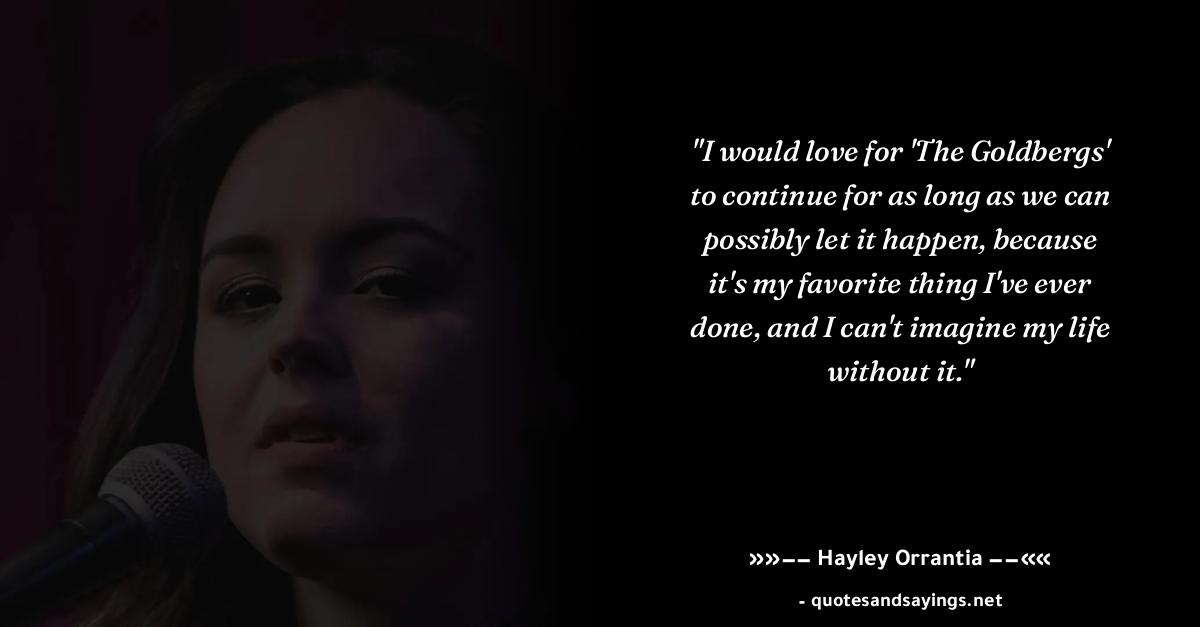 "I would love for 'The Goldbergs'
to continue for as long as we can
possibly let it happen, because
it's my favorite thing I've ever
done, and I can't imagine my life
without it."
»»−− Hayley Orrantia −−««
- quotesandsayings.net